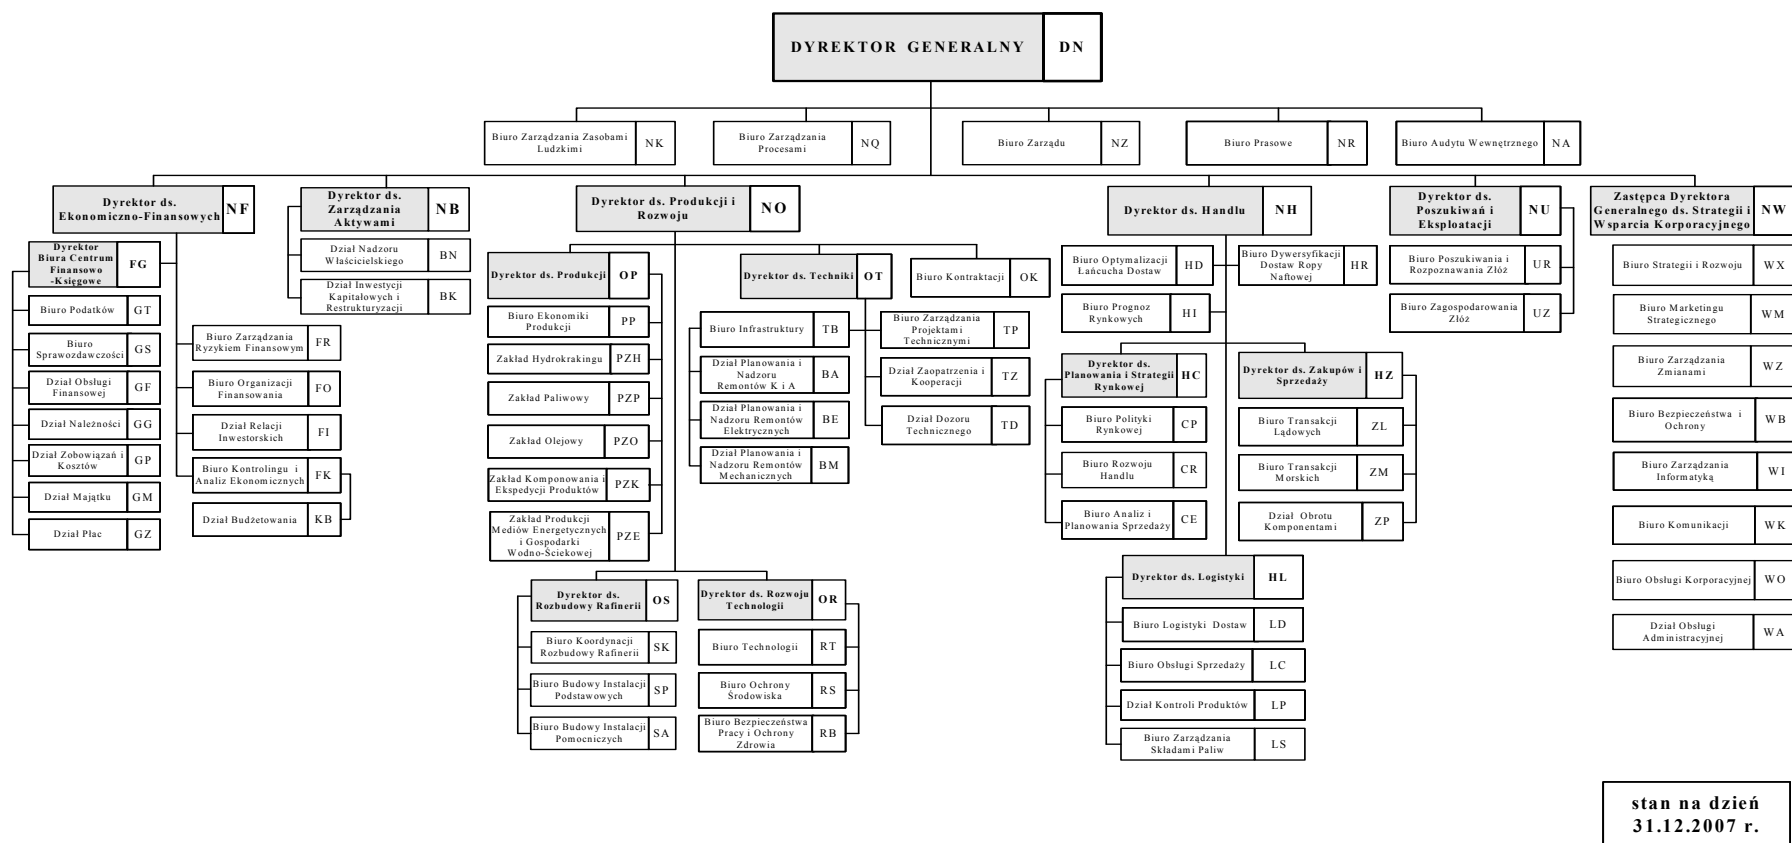 DYREKTOR GENERALNY DN
Biuro Zarządzania Zasobami
Ludzkimi
NK
Biuro Zarządzania
Procesami
NQ
Biuro Zarządu NZ
Biuro Prasowe NR
Biuro Audytu Wewnętrznego NA
Dyrektor ds.
Ekonomiczno-Finansowych
NF
Dyrektor
Biura Centrum
Finansowo
-Księgowe
FG
Biuro Podatków GT
Biuro
Sprawozdawczości
GS
Dział Obsługi
Finansowej
GF
Dział Należności GG
Dział Zobowiązań i
Kosztów
GP
Dział Majątku GM
Dział Płac GZ
Biuro Zarządzania
Ryzykiem Finansowym
FR
Biuro Organizacji
Finansowania
FO
Dział Relacji
Inwestorskich
FI
Biuro Kontrolingu i
Analiz Ekonomicznych
FK
Dział Budżetowania KB
Dyrektor ds.
Zarządzania
Aktywami
NB
Dział Nadzoru
Właścicielskiego
BN
Dział Inwestycji
Kapitałowych i
Restrukturyzacji
BK
Dyrektor ds. Produkcji i
Rozwoju
NO
Dyrektor ds. Produkcji OP
Biuro Ekonomiki
Produkcji
PP
Zakład Hydrokrakingu PZH
Zakład Paliwowy PZP
Zakład Olejowy PZO
Zakład Komponowania i
Ekspedycji Produktów
PZK
Zakład Produkcji
Mediów Energetycznych
i Gospodarki
Wodno-Ściekowej
PZE
Dyrektor ds. Techniki OT
Biuro Infrastruktury TB
Dział Planowania i
Nadzoru
Remontów K i A
BA
Dział Planowania i
Nadzoru Remontów
Elektrycznych
BE
Dział Planowania i
Nadzoru Remontów
Mechanicznych
BM
Biuro Zarządzania
Projektami
Technicznymi
TP
Dział Zaopatrzenia i
Kooperacji
TZ
Dział Dozoru
Technicznego
TD
Biuro Kontraktacji OK
Dyrektor ds.
Rozbudowy Rafinerii
OS
Biuro Koordynacji
Rozbudowy Rafinerii
SK
Biuro Budowy Instalacji
Podstawowych
SP
Biuro Budowy Instalacji
Pomocniczych
SA
Dyrektor ds. Rozwoju
Technologii
OR
Biuro Technologii RT
Biuro Ochrony
Środowiska
RS
Biuro Bezpieczeństwa
Pracy i Ochrony
Zdrowia
RB
Dyrektor ds. Handlu NH
Biuro Optymalizacji
Łańcucha Dostaw
HD
Biuro Dywersyfikacji
Dostaw Ropy
Naftowej
HR
Biuro Prognoz
Rynkowych
HI
Dyrektor ds.
Planowania i Strategii
Rynkowej
HC
Biuro Polityki
Rynkowej
CP
Biuro Rozwoju
Handlu
CR
Biuro Analiz i
Planowania Sprzedaży
CE
Dyrektor ds. Zakupów i
Sprzedaży
HZ
Biuro Transakcji
Lądowych
ZL
Biuro Transakcji
Morskich
ZM
Dział Obrotu
Komponentami
ZP
Dyrektor ds. Logistyki HL
Biuro Logistyki Dostaw LD
Biuro Obsługi Sprzedaży LC
Dział Kontroli Produktów LP
Biuro Zarządzania
Składami Paliw
LS
Dyrektor ds.
Poszukiwań i
Eksploatacji
NU
Biuro Poszukiwania i
Rozpoznawania Złóż
UR
Biuro Zagospodarowania
Złóż
UZ
Zastępca Dyrektora
Generalnego ds. Strategii i
Wsparcia Korporacyjnego
NW
Biuro Strategii i Rozwoju WX
Biuro Marketingu
Strategicznego
WM
Biuro Zarządzania
Zmianami
WZ
Biuro Bezpieczeństwa i
Ochrony
WB
Biuro Zarządzania
Informatyką
WI
Biuro Komunikacji WK
Biuro Obsługi Korporacyjnej WO
Dział Obsługi
Administracyjnej
WA
stan na dzień
31.12.2007 r.